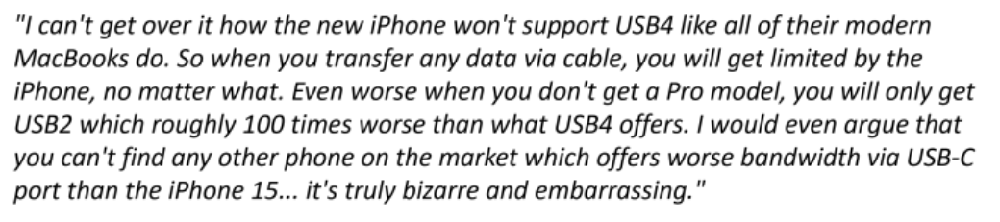 "I can't get over it how the new iPhone won't support USB4 like all of their modern
MacBooks do. So when you transfer any data via cable, you will get limited by the
iPhone, no matter what. Even worse when you don't get a Pro model, you will only get
USB2 which roughly 100 times worse than what USB4 offers. I would even argue that
you can't find any other phone on the market which offers worse bandwidth via USB-C
port than the iPhone 15... it's truly bizarre and embarrassing."